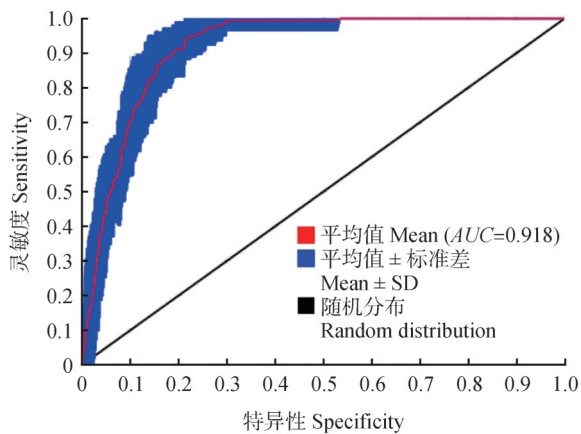 1.0
0.9
0.8
0.7
0.6
0.5
0.4
0.3
0.2
0.1
0
灵敏度 Sensitivity
平均值 Mean (AUC=0.918)
平均值 ± 标准差
Mean ± SD
随机分布
Random distribution
0 0.1 0.2 0.3 0.4 0.5 0.6 0.7 0.8 0.9 1.0
特异性 Specificity